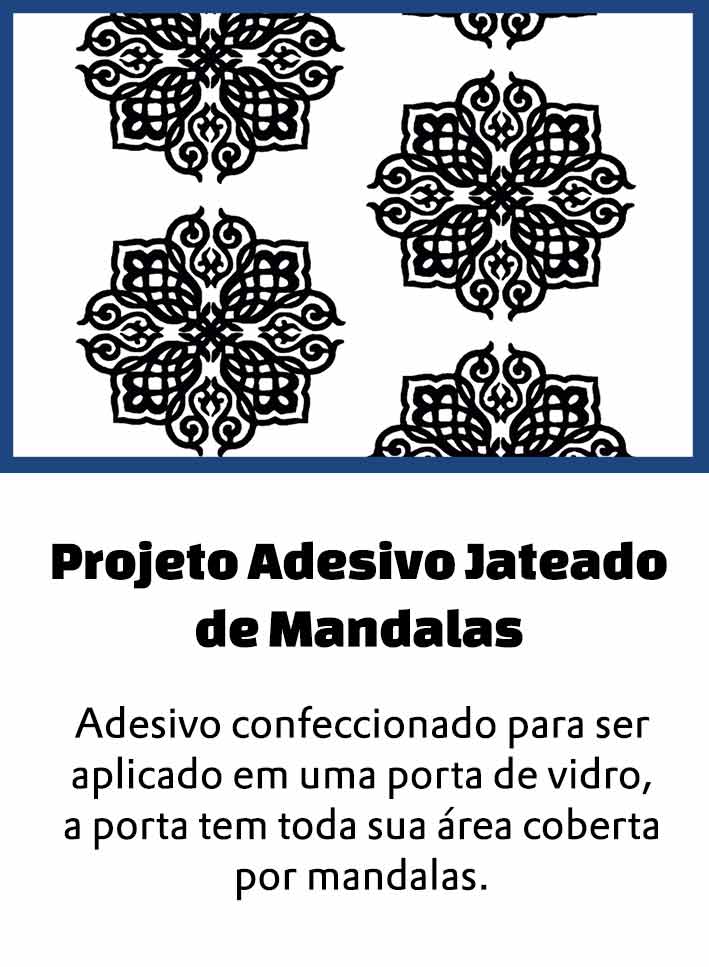 Projeto Adesivo Jateado
de Mandalas
Adesivo confeccionado para ser
aplicado em uma porta de vidro,
a porta tem toda sua área coberta
por mandalas.